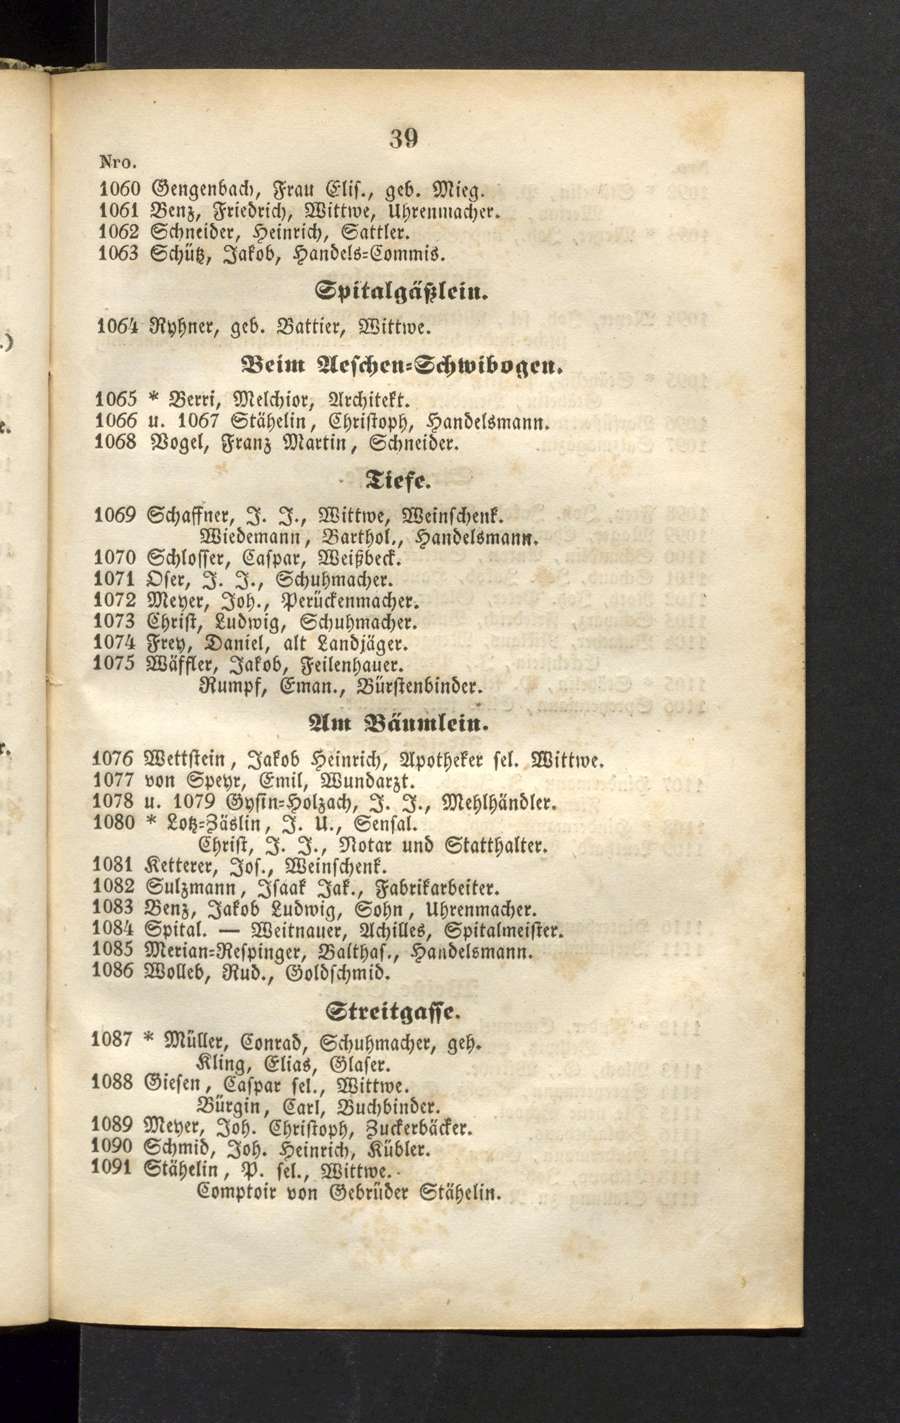 39
Nro.
1060 Gengenbach, Frau Elis., geb. Mieg.
1061 Benz, Friedrich, Wittwe, Uhrenmacher.
1062 Schneider, Heinrich, Sattler.
1063 Schütz, Jakob, Handels-Commis.
Spitalgäßlein.
1064 Ryhner, geb. Battier, Wittwe.
Beim Aeschen-Schwibogen.
1065 * Berri, Melchior, Architekt.
1066 u. 1067 Stähelin, Christoph, Handelsmann.
1068 Vogel, Franz Martin, Schneider.
Tiefe.
1069 Schaffner, J. J., Wittwe, Weinschenk.
Wiedemann, Barthol., Handelsmann.
1070 Schlosser, Caspar, Weißbeck.
1071 Oser, J. J., Schuhmacher.
1072 Meyer, Joh., Perückenmacher.
1073 Christ, Ludwig, Schuhmacher.
1074 Frey, Daniel, alt Landjäger.
1075 Wäffler, Jakob, Feilenhauer.
Rumpf, Eman., Bürstenbinder.
Am Bäumlein.
1076 Wettstein, Jakob Heinrich, Apotheker sel. Wittwe.
1077 von Speyr, Emil, Wundarzt.
1078 u. 1079 Gysin-Holzach, J. J., Mehlhändler.
1080 * Lotz-Zäslin, J. U., Sensal.
Christ, J. J., Notar und Statthalter.
1081 Ketterer, Jos., Weinschenk.
1082 Sulzmann, Isaak Jak., Fabrikarbeiter.
1083 Benz, Jakob Ludwig, Sohn, Uhrenmacher.
1084 Spital. — Weitnauer, Achilles, Spitalmeister.
1085 Merian-Respinger, Balthas., Handelsmann.
1086 Wolleb, Rud., Goldschmid.
Streitgasse.
1087 * Müller, Conrad, Schuhmacher, geh.
Kling, Elias, Glaser.
1088 Giesen, Caspar sel., Wittwe.
Bürgin, Carl, Buchbinder.
1089 Meyer, Joh. Christoph, Zuckerbäcker.
1090 Schmid, Joh. Heinrich, Kübler.
1091 Stähelin, P. sel., Wittwe.
Comptoir von Gebrüder Stähelin.